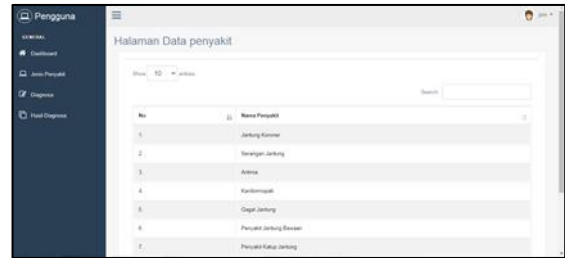 Pengguna
GENERAL
Dashboard
Jenis Penyakit
Diagnosa
Hasil Diagnosa
Halaman Data penyakit
Show 10 entries
Search:
No Nama Penyakit
1. Jantung Koroner
2. Serangan Jantung
3. Aritmia
4. Kardiomiopati
5. Gagal Jantung
6. Penyakit Jantung Bawaan
7. Penyakit Katup Jantung